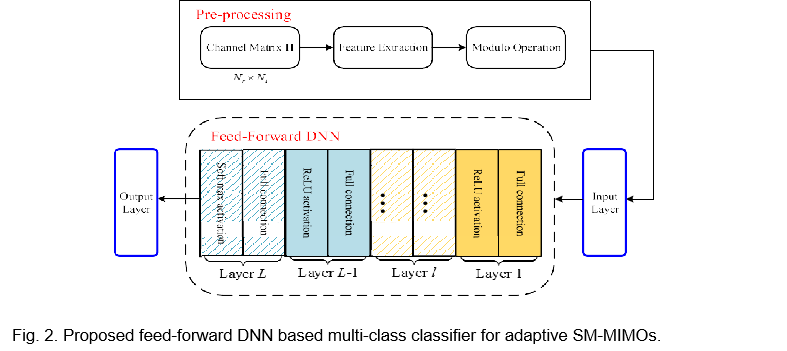 Pre-processing
Channel Matrix H
Feature Extraction
Modulo Operation
N_r × N_t
Feed-Forward DNN
Output
Layer
Softmax activation
Full connection
ReLU activation
Full connection
...
...
ReLU activation
Full connection
Input
Layer
Layer L
Layer L-1
Layer l
Layer 1
Fig. 2. Proposed feed-forward DNN based multi-class classifier for adaptive SM-MIMOs.